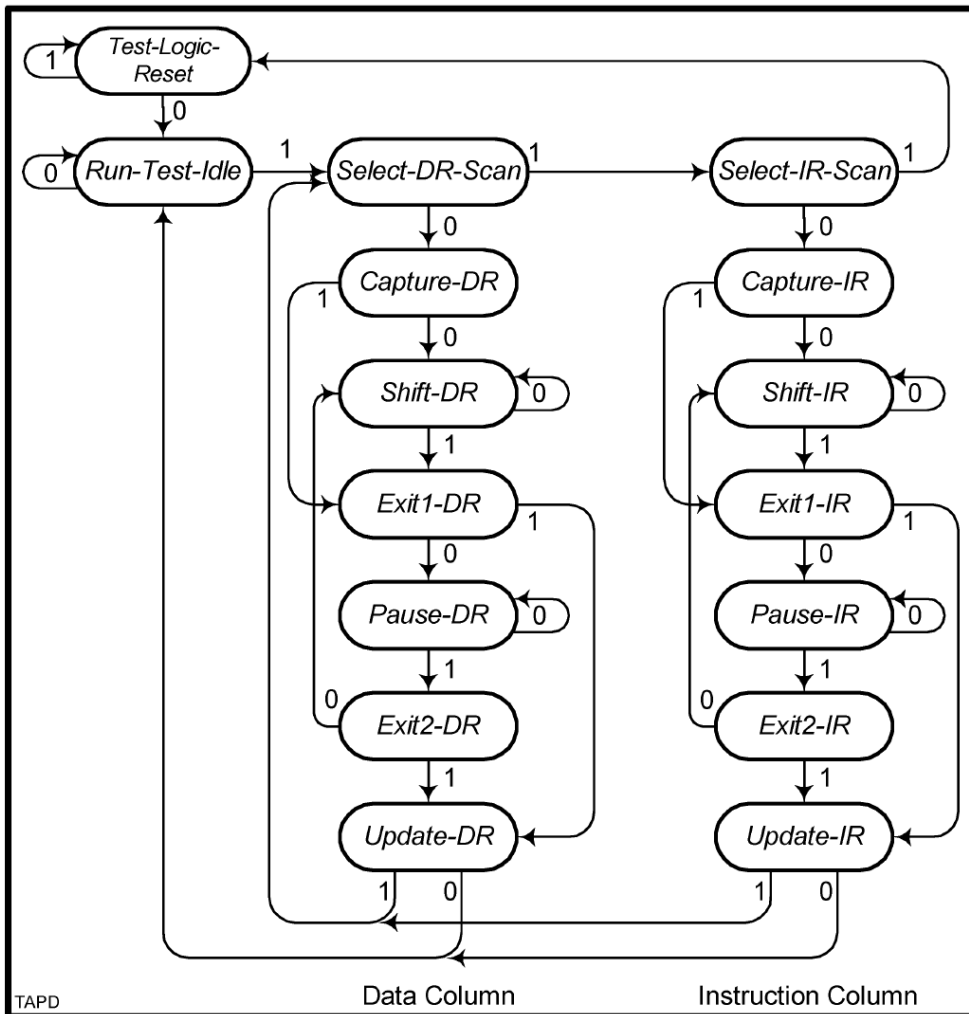 Test-Logic-
Reset
1
0
Run-Test-Idle
0
1
Select-DR-Scan
1
Select-IR-Scan
1
0
0
Capture-DR
1
Capture-IR
1
0
0
Shift-DR
0
Shift-IR
0
1
1
Exit1-DR
1
Exit1-IR
1
0
0
Pause-DR
0
Pause-IR
0
1
1
0
Exit2-DR
0
Exit2-IR
1
1
Update-DR
Update-IR
1
0
1
0
TAPD
Data Column
Instruction Column